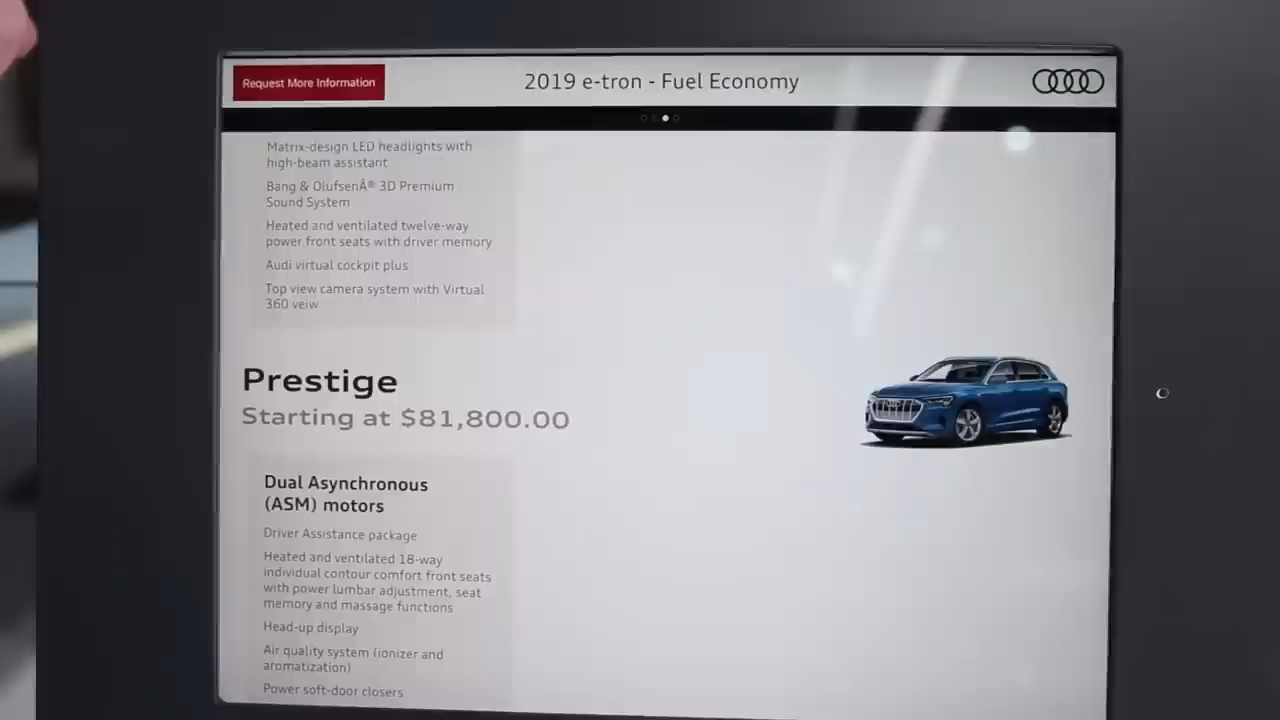 Request More Information
2019 e-tron - Fuel Economy
Matrix-design LED headlights with
high-beam assistant
Bang & OlufsenÂ® 3D Premium
Sound System
Heated and ventilated twelve-way
power front seats with driver memory
Audi virtual cockpit plus
Top view camera system with Virtual
360 veiw
Prestige
Starting at $81,800.00
Dual Asynchronous
(ASM) motors
Driver Assistance package
Heated and ventilated 18-way
individual contour comfort front seats
with power lumbar adjustment, seat
memory and massage functions
Head-up display
Air quality system (ionizer and
aromatization)
Power soft-door closers